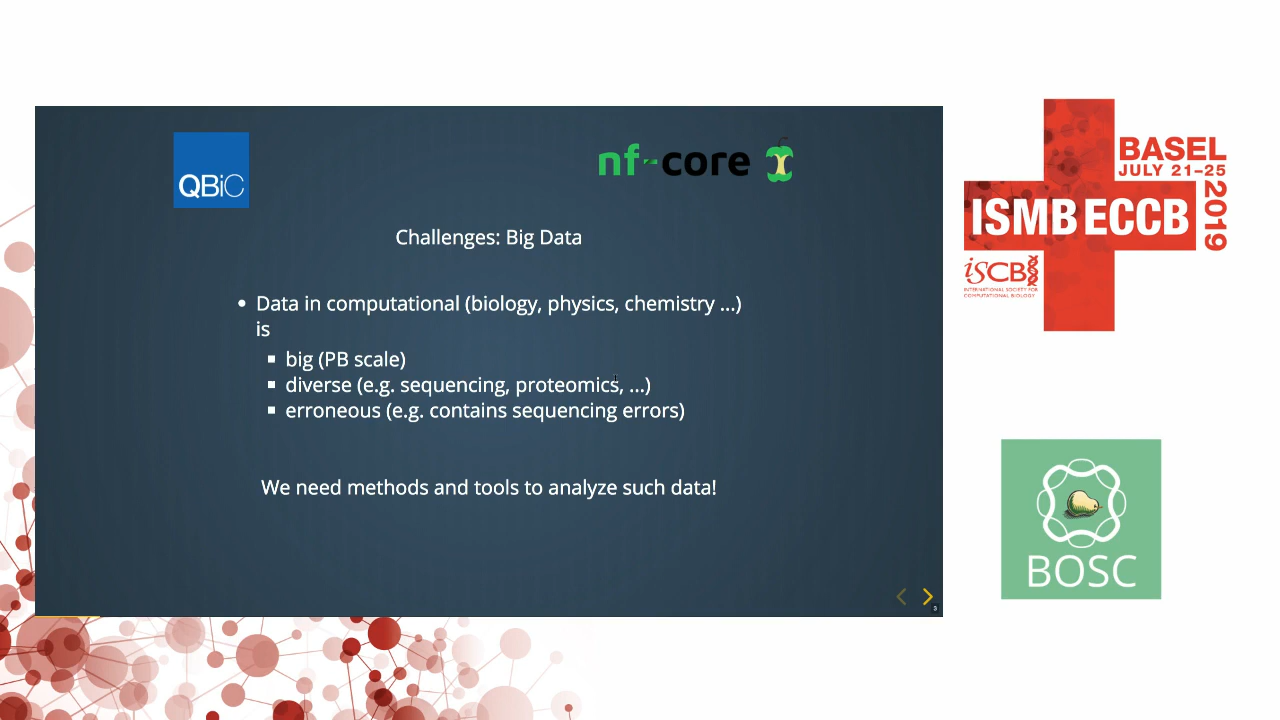 QBiC
nf-core
Challenges: Big Data
Data in computational (biology, physics, chemistry ...)
is
big (PB scale)
diverse (e.g. sequencing, proteomics, ...)
erroneous (e.g. contains sequencing errors)
We need methods and tools to analyze such data!
3
BASEL
JULY 21–25
2019
ISMB ECCB
iSCB
INTERNATIONAL SOCIETY FOR
COMPUTATIONAL BIOLOGY
BOSC